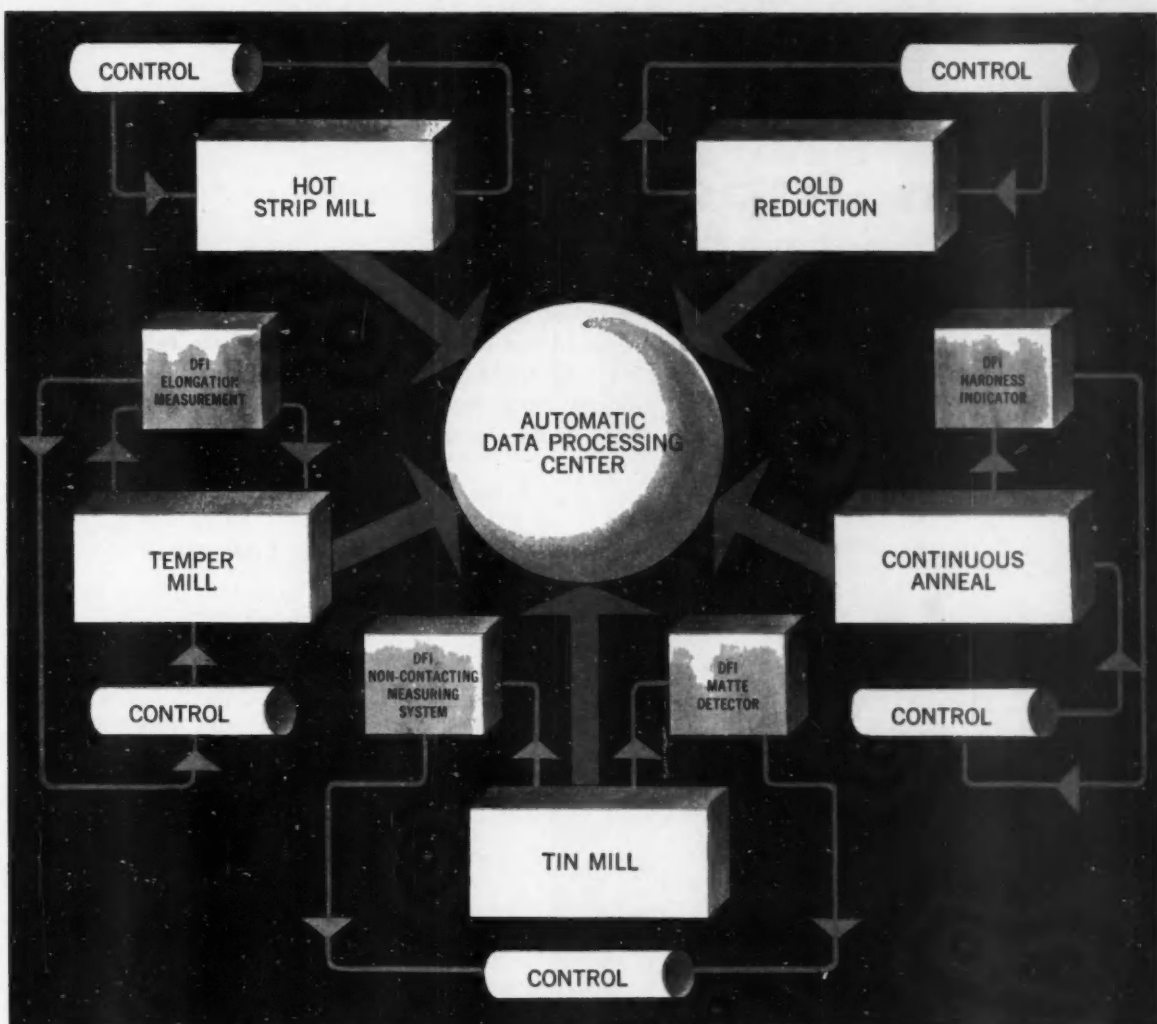 CONTROL
CONTROL
HOT
STRIP MILL
COLD
REDUCTION
DFI
ELONGATION
MEASUREMENT
DFI
HARDNESS
INDICATOR
AUTOMATIC
DATA PROCESSING
CENTER
TEMPER
MILL
CONTINUOUS
ANNEAL
DFI
NON-CONTACTING
MEASURING
SYSTEM
DFI
MATTE
DETECTOR
CONTROL
CONTROL
TIN MILL
CONTROL